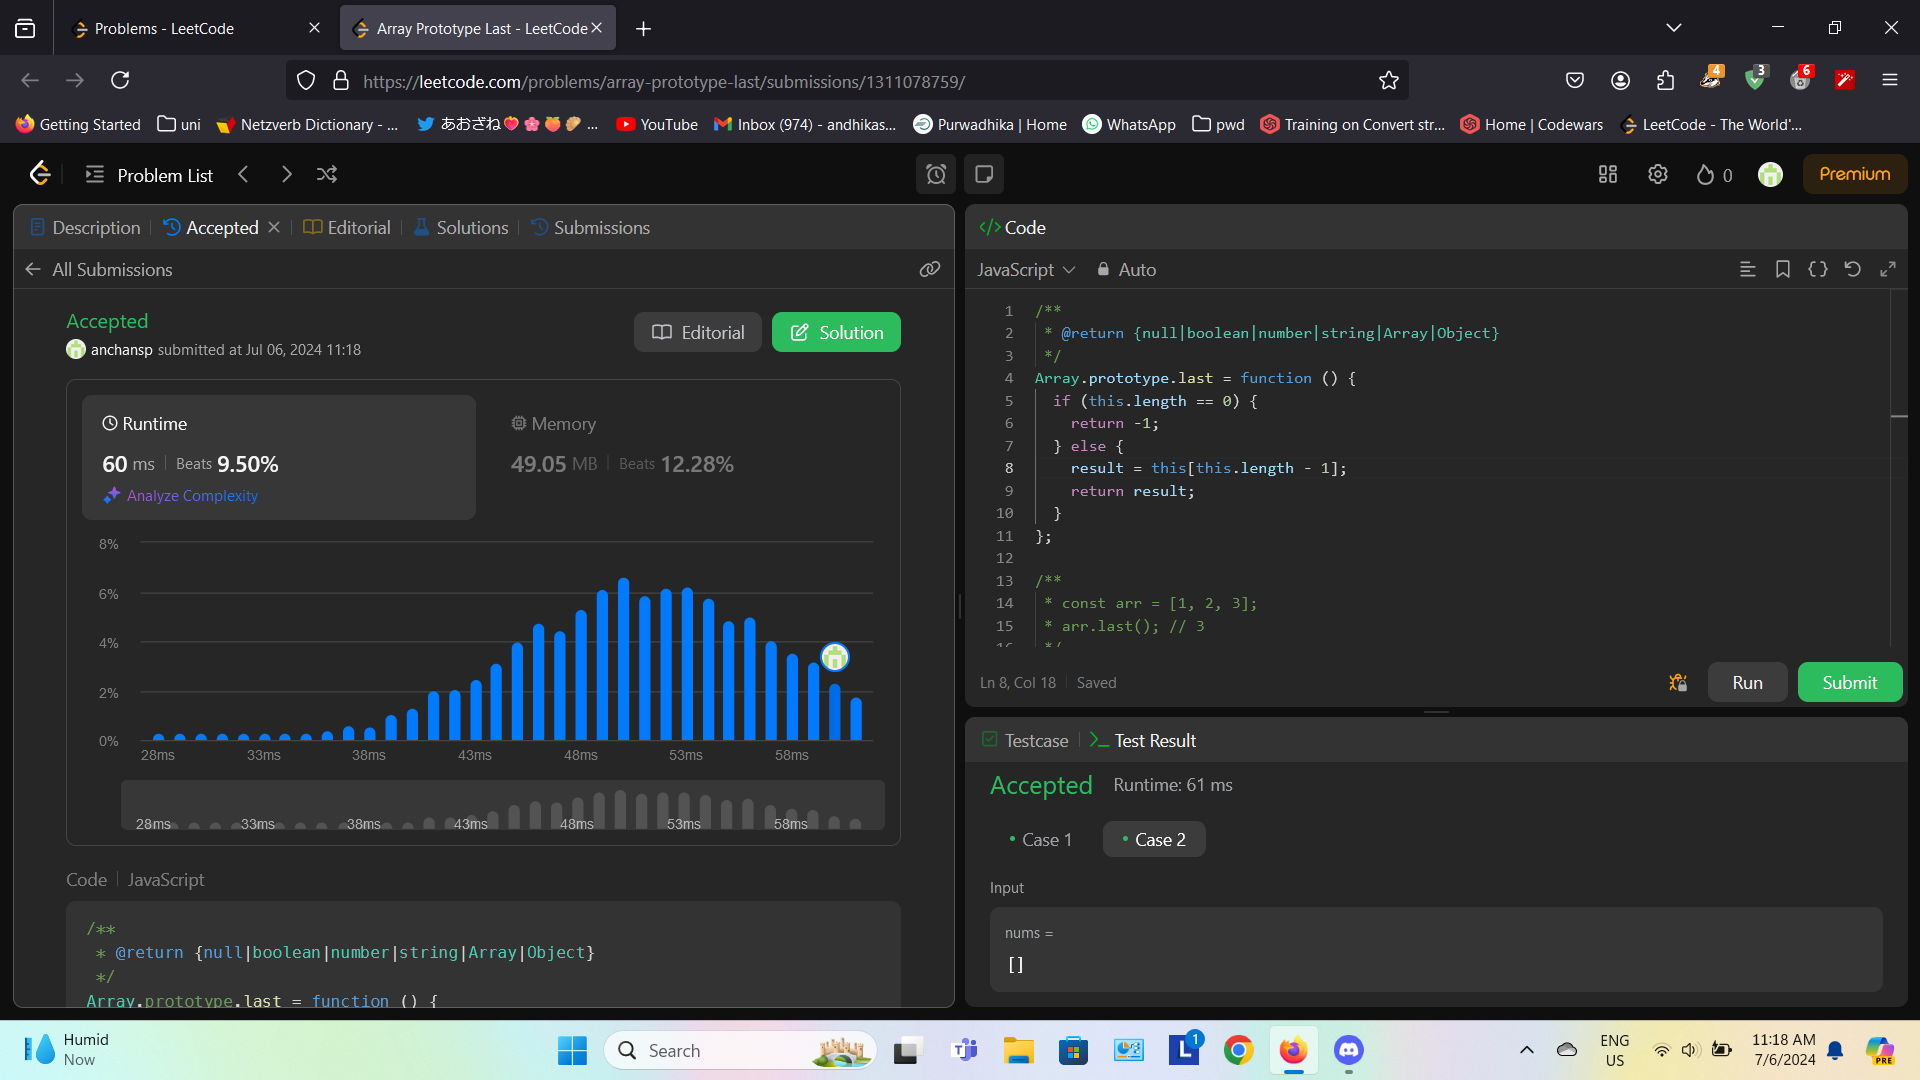 Problems - LeetCode
Array Prototype Last - LeetCode
https://leetcode.com/problems/array-prototype-last/submissions/1311078759/
4
3
6
Getting Started
uni
Netzverb Dictionary - ...
あおざね
...
YouTube
Inbox (974) - andhikas...
Purwadhika | Home
WhatsApp
pwd
Training on Convert str...
Home | Codewars
LeetCode - The World'...
Problem List
0
Premium
Description
Accepted
Editorial
Solutions
Submissions
All Submissions
Accepted
anchansp submitted at Jul 06, 2024 11:18
Editorial
Solution
Runtime
60 ms | Beats 9.50%
Analyze Complexity
Memory
49.05 MB | Beats 12.28%
8%
6%
4%
2%
0%
28ms 33ms 38ms 43ms 48ms 53ms 58ms
28ms 33ms 38ms 43ms 48ms 53ms 58ms
Code | JavaScript
/**
* @return {null|boolean|number|string|Array|Object}
*/
Array.prototype.last = function () {
</> Code
JavaScript
Auto
1 /**
2 * @return {null|boolean|number|string|Array|Object}
3 */
4 Array.prototype.last = function () {
5 if (this.length == 0) {
6 return -1;
7 } else {
8 result = this[this.length - 1];
9 return result;
10 }
11 };
12
13 /**
14 * const arr = [1, 2, 3];
15 * arr.last(); // 3
16 */
Ln 8, Col 18 | Saved
Run
Submit
Testcase
Test Result
Accepted
Runtime: 61 ms
• Case 1
• Case 2
Input
nums =
[]
Humid
Now
Search
1
ENG
US
11:18 AM
7/6/2024
PRE